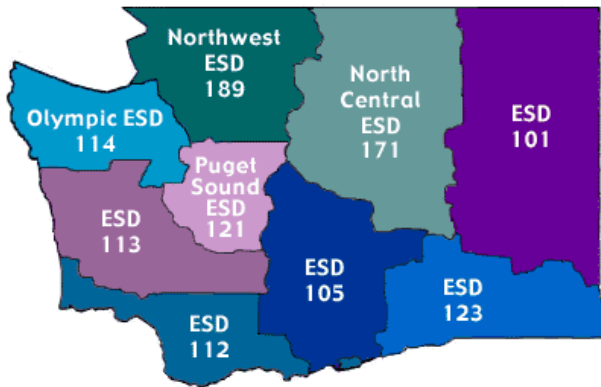 Northwest
ESD
189
North
Central
ESD
171
ESD
101
Olympic ESD
114
Puget
Sound
ESD
121
ESD
113
ESD
105
ESD
123
ESD
112